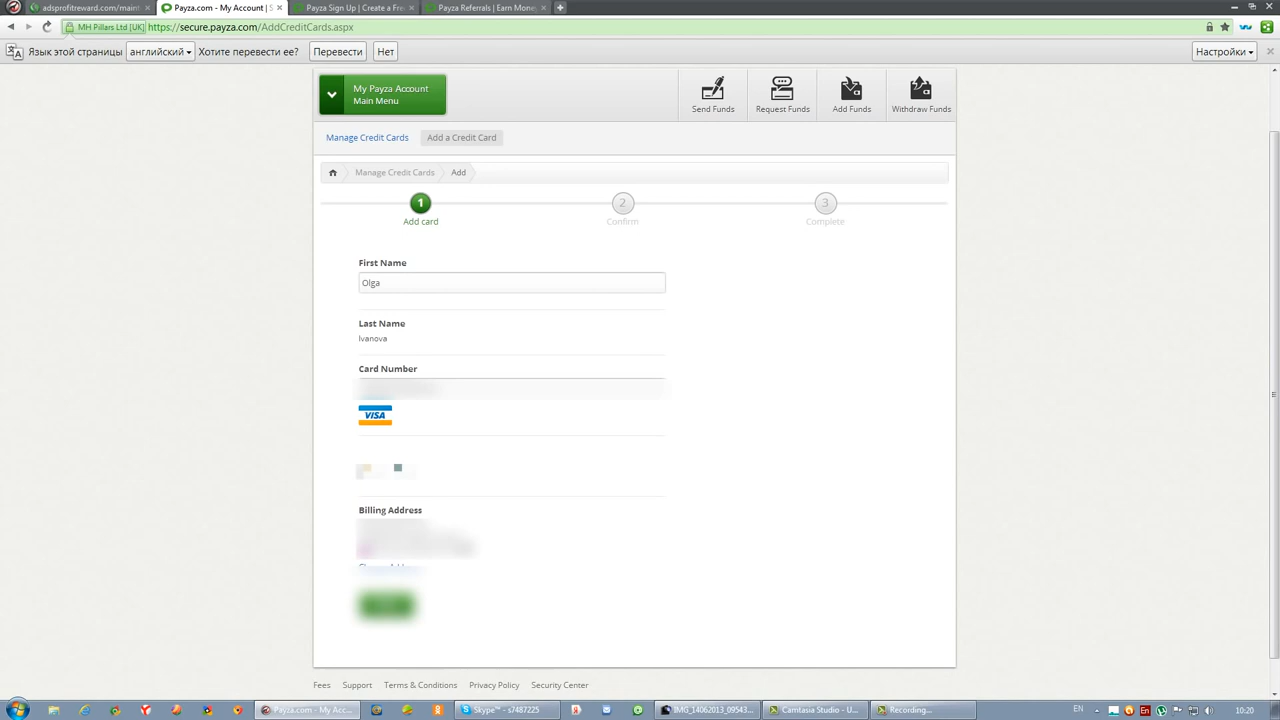 adsprofitreward.com/main
Payza.com - My Account | S
Payza Sign Up | Create a Fre
Payza Referrals | Earn Money
MH Pillars Ltd [UK] https://secure.payza.com/AddCreditCards.aspx
Язык этой страницы английский Хотите перевести ее? Перевести Нет Настройки
My Payza Account
Main Menu
Send Funds
Request Funds
Add Funds
Withdraw Funds
Manage Credit Cards Add a Credit Card
Manage Credit Cards Add
1 2 3
Add card Confirm Complete
First Name
Olga
Last Name
Ivanova
Card Number
VISA
Billing Address
Fees Support Terms & Conditions Privacy Policy Security Center
Payza.com - My Acc...
Skype™ - s7487225
IMG_14062013_09543...
Camtasia Studio - U...
Recording...
EN
10:20